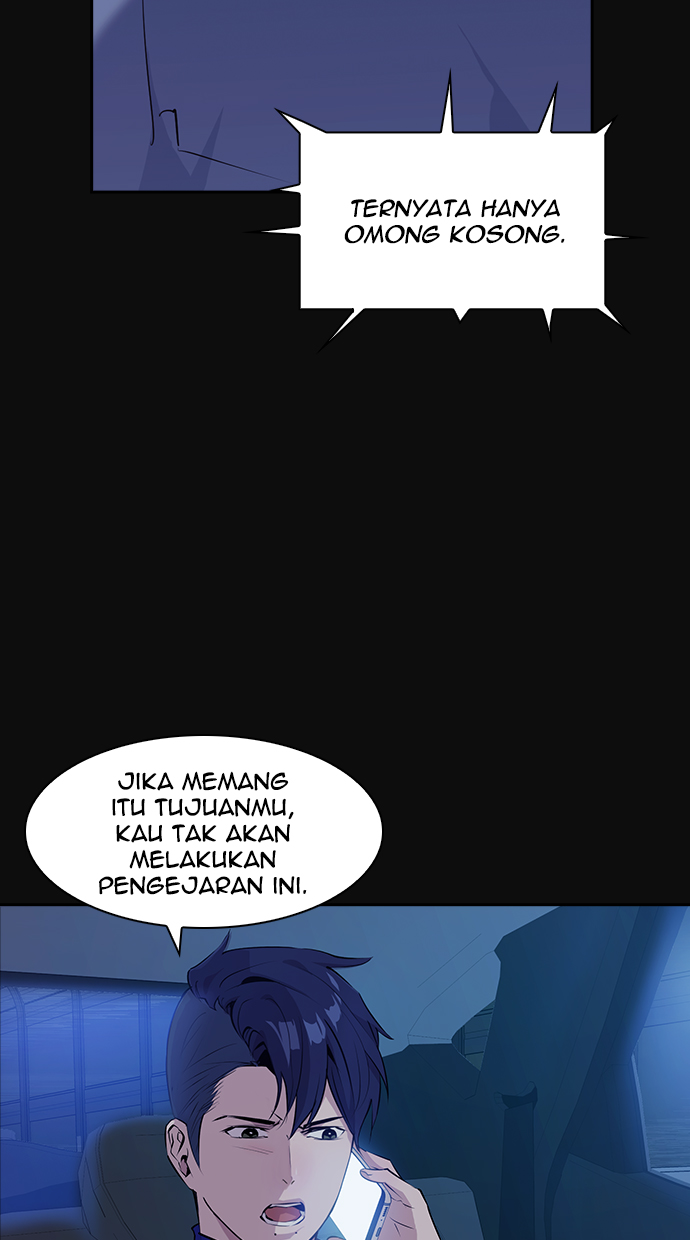 TERNYATA HANYA
OMONG KOSONG.
JIKA MEMANG
ITU TUJUANMU,
KAU TAK AKAN
MELAKUKAN
PENGEJARAN INI.